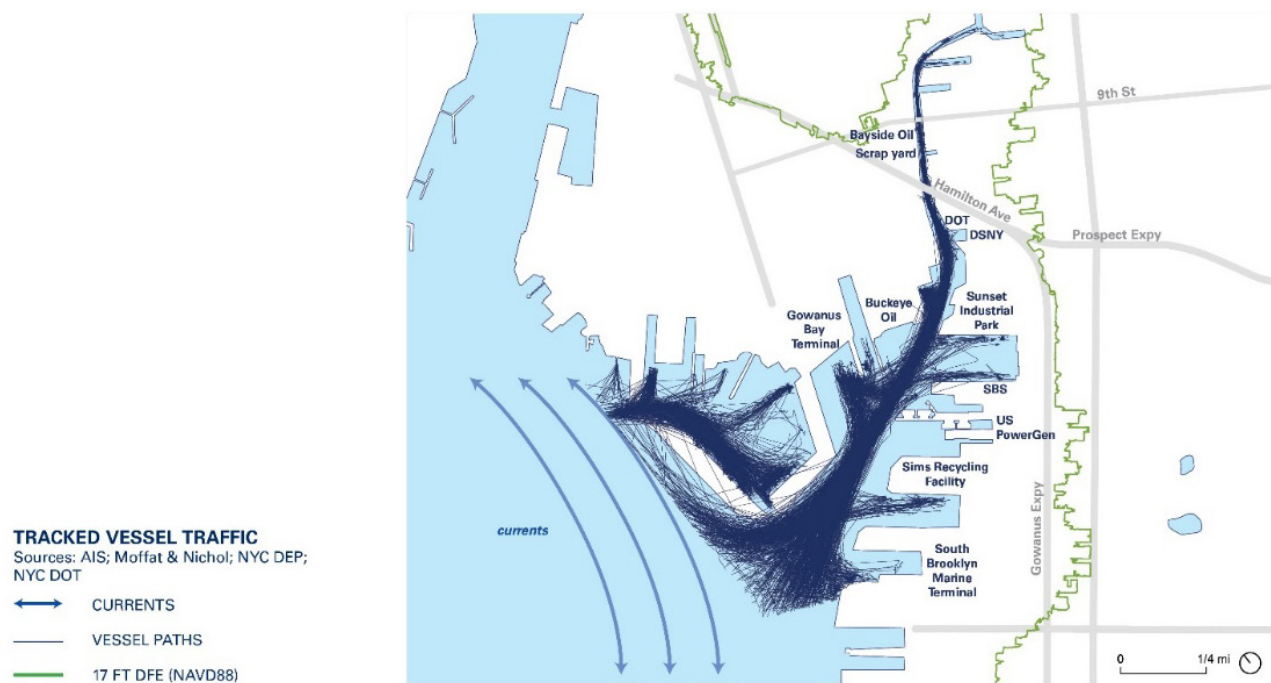 9th St
Bayside Oil
Scrap yard
Hamilton Ave
DOT
DSNY
Prospect Expy
Gowanus
Bay
Terminal
Buckeye
Oil
Sunset
Industrial
Park
SBS
US
PowerGen
Sims Recycling
Facility
Gowanus Expy
currents
South
Brooklyn
Marine
Terminal
TRACKED VESSEL TRAFFIC
Sources: AIS; Moffat & Nichol; NYC DEP;
NYC DOT
CURRENTS
VESSEL PATHS
17 FT DFE (NAVD88)
0 1/4 mi